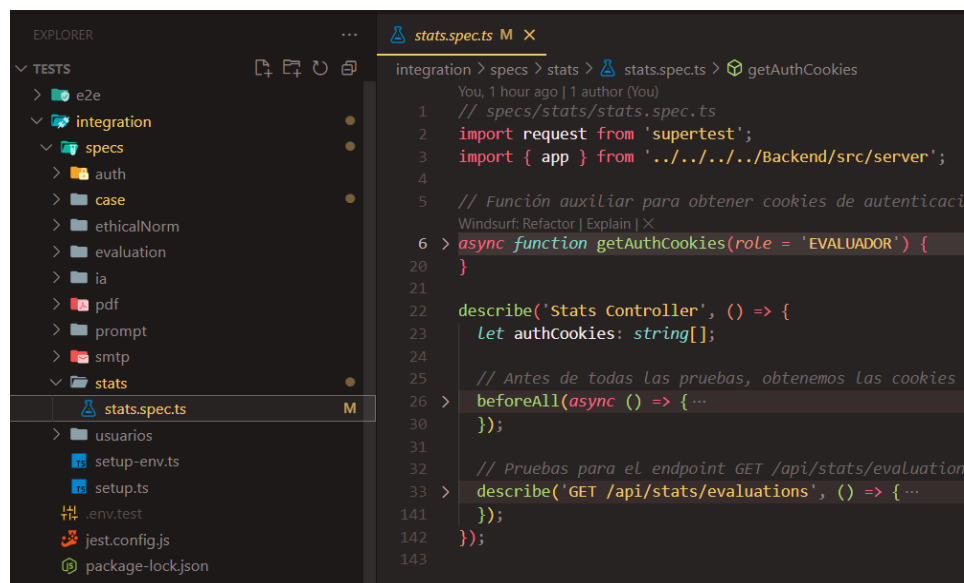 EXPLORER
TESTS
e2e
integration
specs
auth
case
ethicalNorm
evaluation
ia
pdf
prompt
smtp
stats
stats.spec.ts M
usuarios
setup-env.ts
setup.ts
.env.test
jest.config.js
package-lock.json
stats.spec.ts M
integration > specs > stats > stats.spec.ts > getAuthCookies
You, 1 hour ago | 1 author (You)
1 // specs/stats/stats.spec.ts
2 import request from 'supertest';
3 import { app } from '../../../../Backend/src/server';
4
5 // Función auxiliar para obtener cookies de autenticaci
Windsurf: Refactor | Explain | ×
6 async function getAuthCookies(role = 'EVALUADOR') {
20 }
21
22 describe('Stats Controller', () => {
23 let authCookies: string[];
24
25 // Antes de todas las pruebas, obtenemos las cookies
26 beforeAll(async () => { ···
30 });
31
32 // Pruebas para el endpoint GET /api/stats/evaluation
33 describe('GET /api/stats/evaluations', () => { ···
141 });
142 });
143